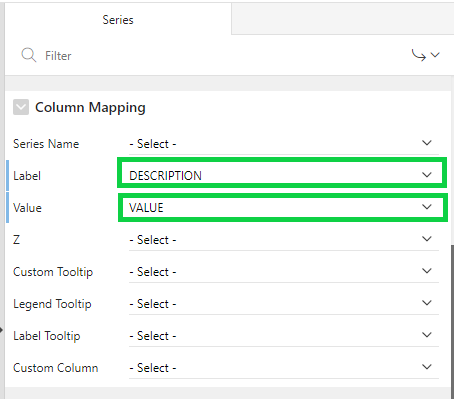 Series
Filter
Column Mapping
Series Name - Select -
Label DESCRIPTION
Value VALUE
Z - Select -
Custom Tooltip - Select -
Legend Tooltip - Select -
Label Tooltip - Select -
Custom Column - Select -